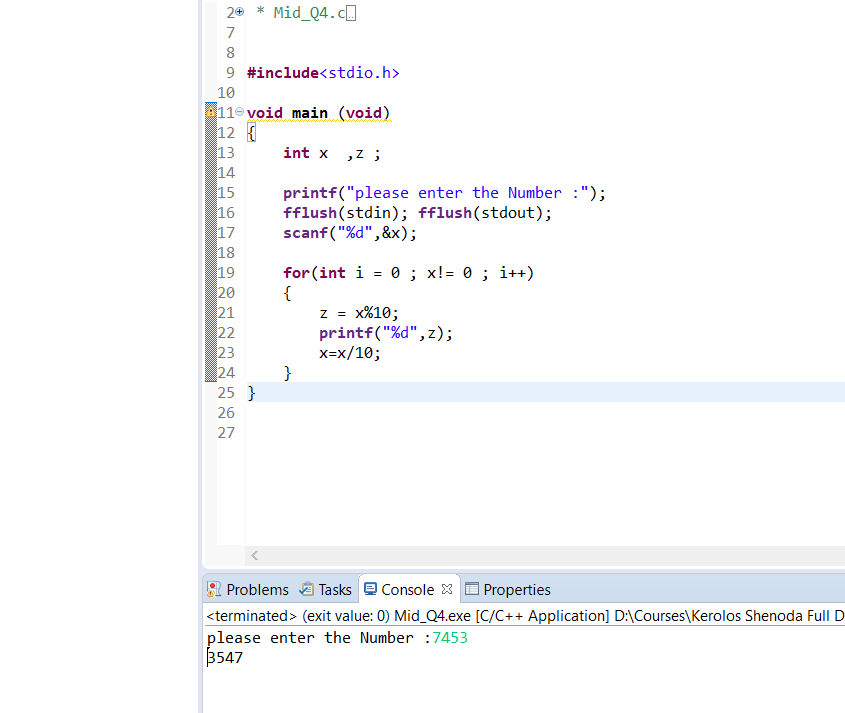 2 * Mid_Q4.c
7
8
9 #include<stdio.h>
10
11 void main (void)
12 {
13     int x  ,z ;
14
15     printf("please enter the Number :");
16     fflush(stdin); fflush(stdout);
17     scanf("%d",&x);
18
19     for(int i = 0 ; x!= 0 ; i++)
20     {
21         z = x%10;
22         printf("%d",z);
23         x=x/10;
24     }
25 }
26
27
Problems Tasks Console Properties
<terminated> (exit value: 0) Mid_Q4.exe [C/C++ Application] D:\Courses\Kerolos Shenoda Full D
please enter the Number :7453
3547